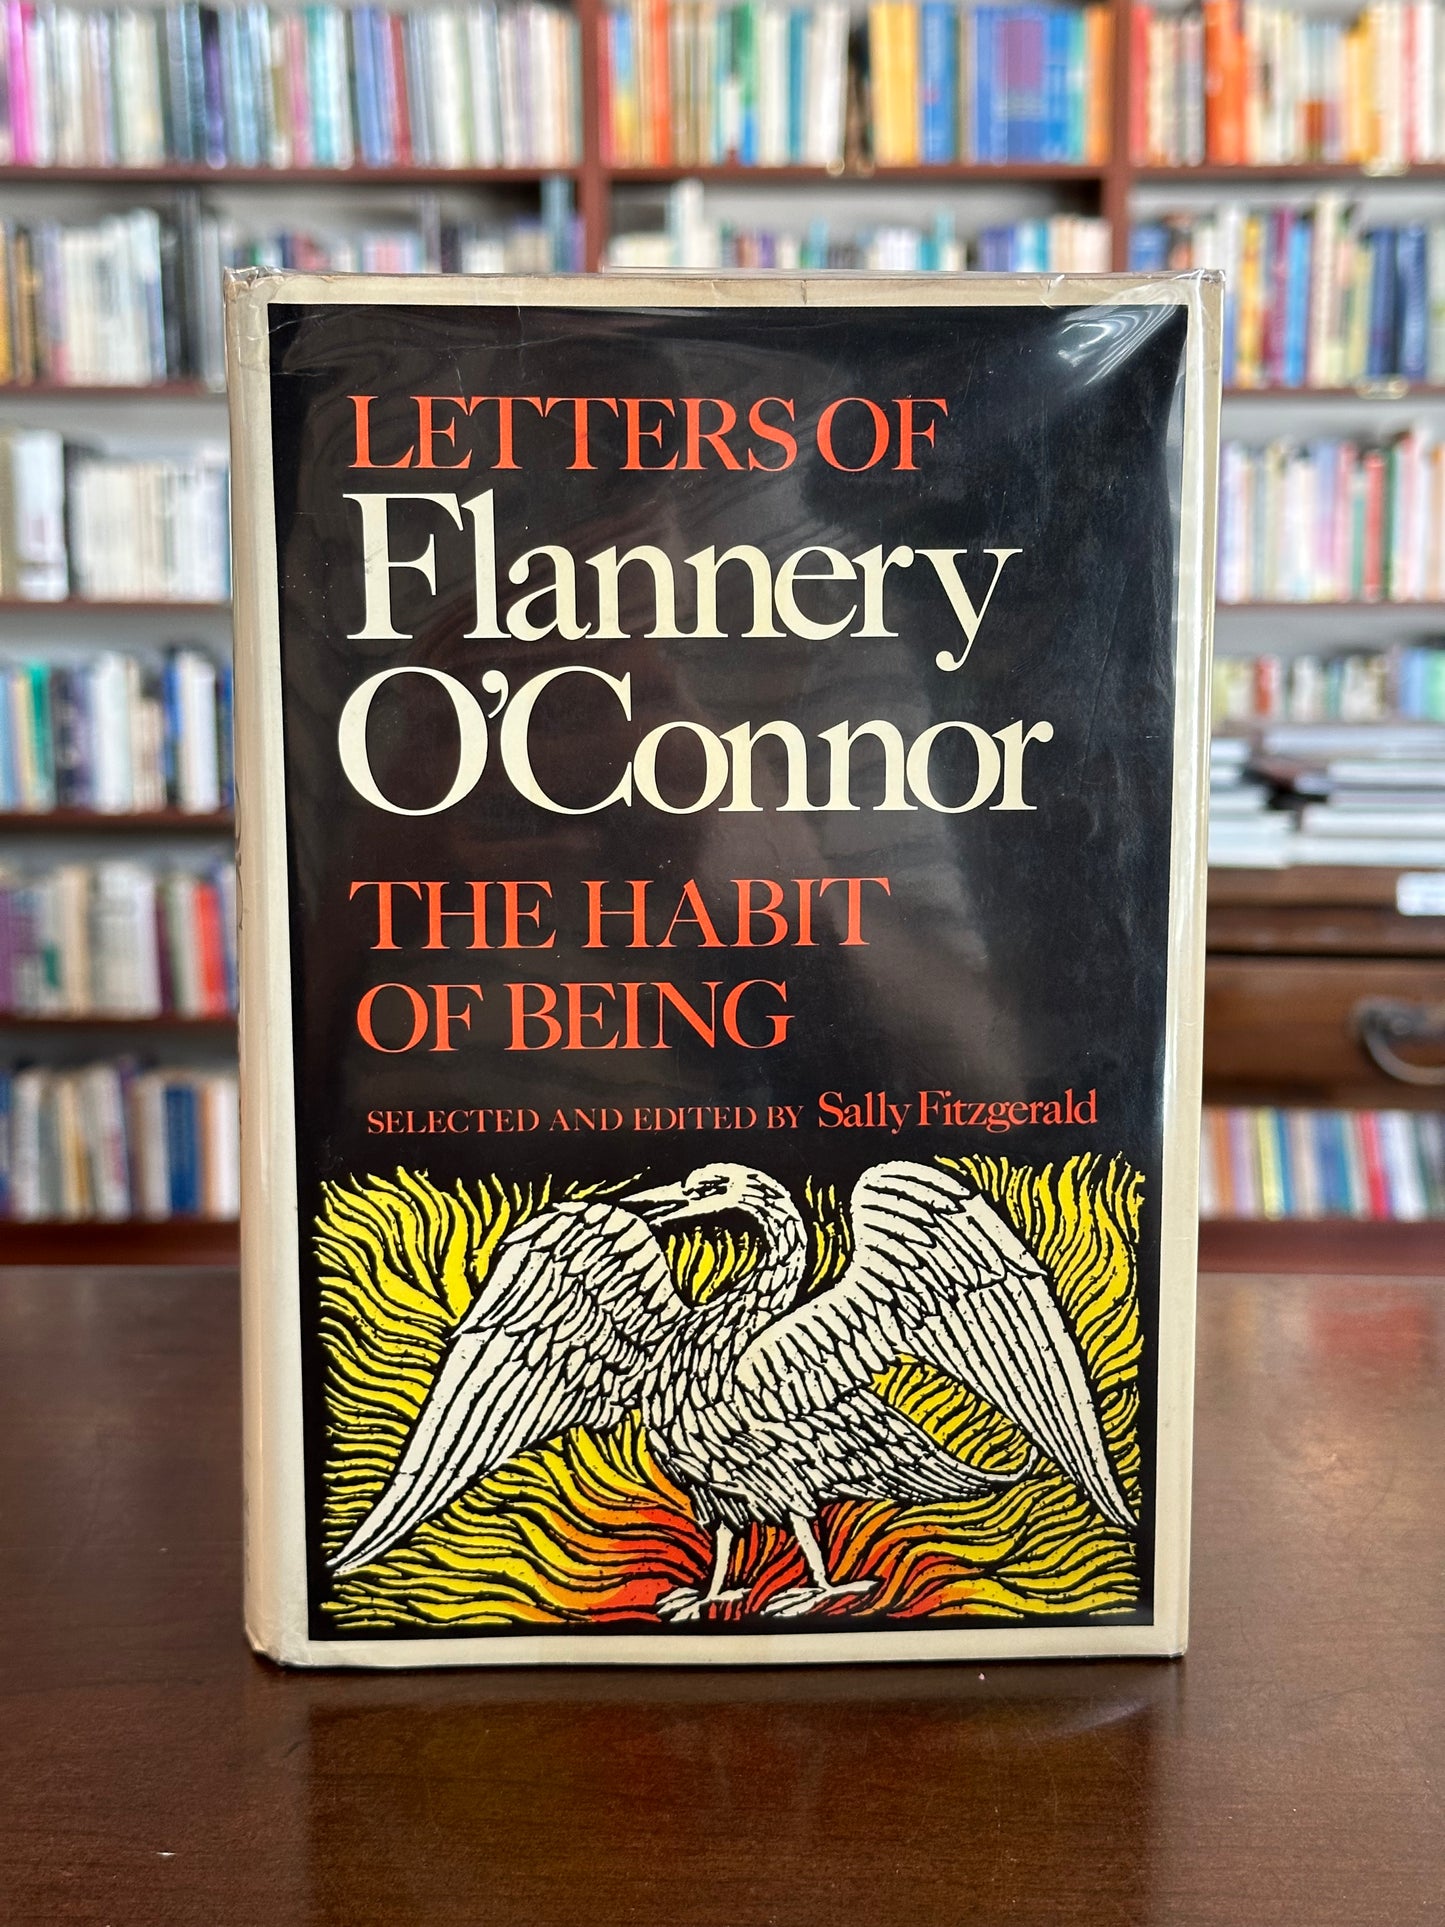 LETTERS OF
Flannery
O'Connor
THE HABIT
OF BEING
SELECTED AND EDITED BY Sally Fitzgerald